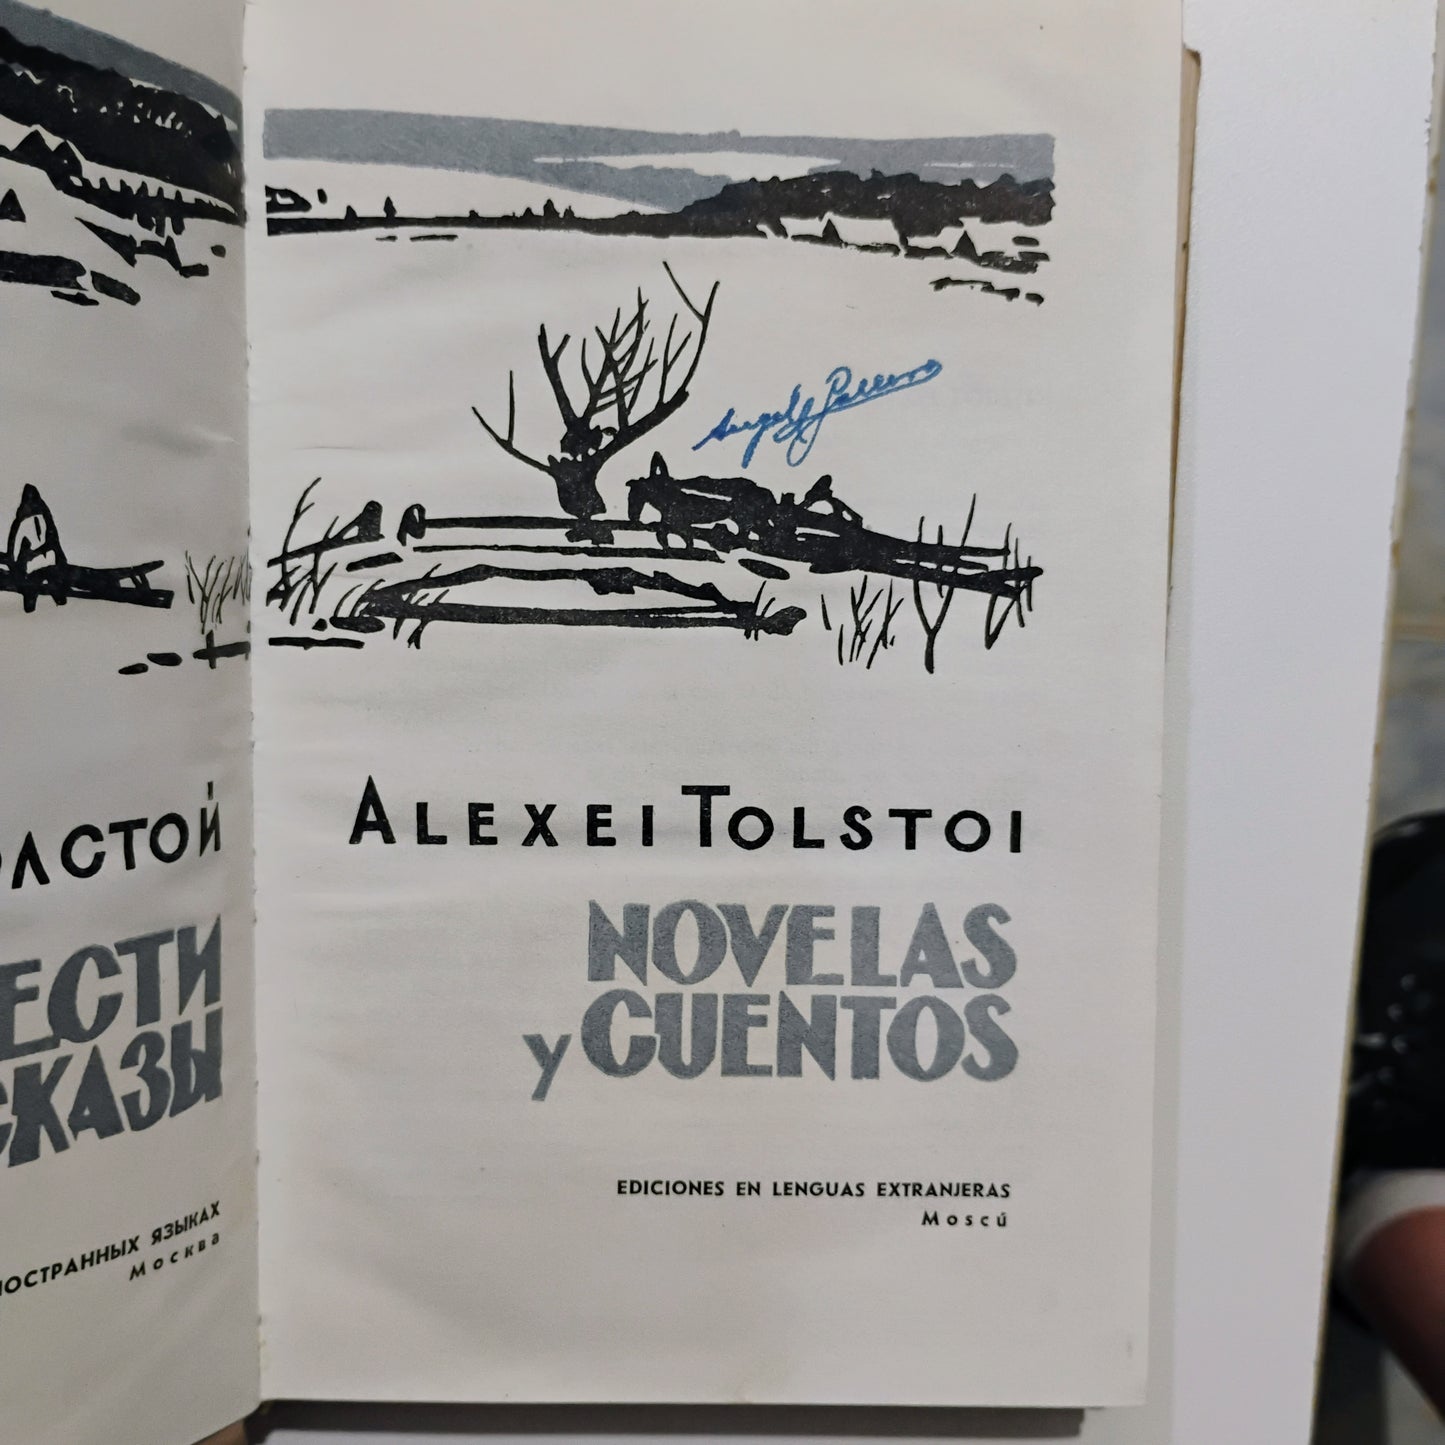 ОЛСТОЙ
ЕСТИ
СКАЗЫ
НОСТРАННЫХ ЯЗЫКАХ
Москва
ALEXEI TOLSTOI
NOVELAS
y CUENTOS
EDICIONES EN LENGUAS EXTRANJERAS
Moscú